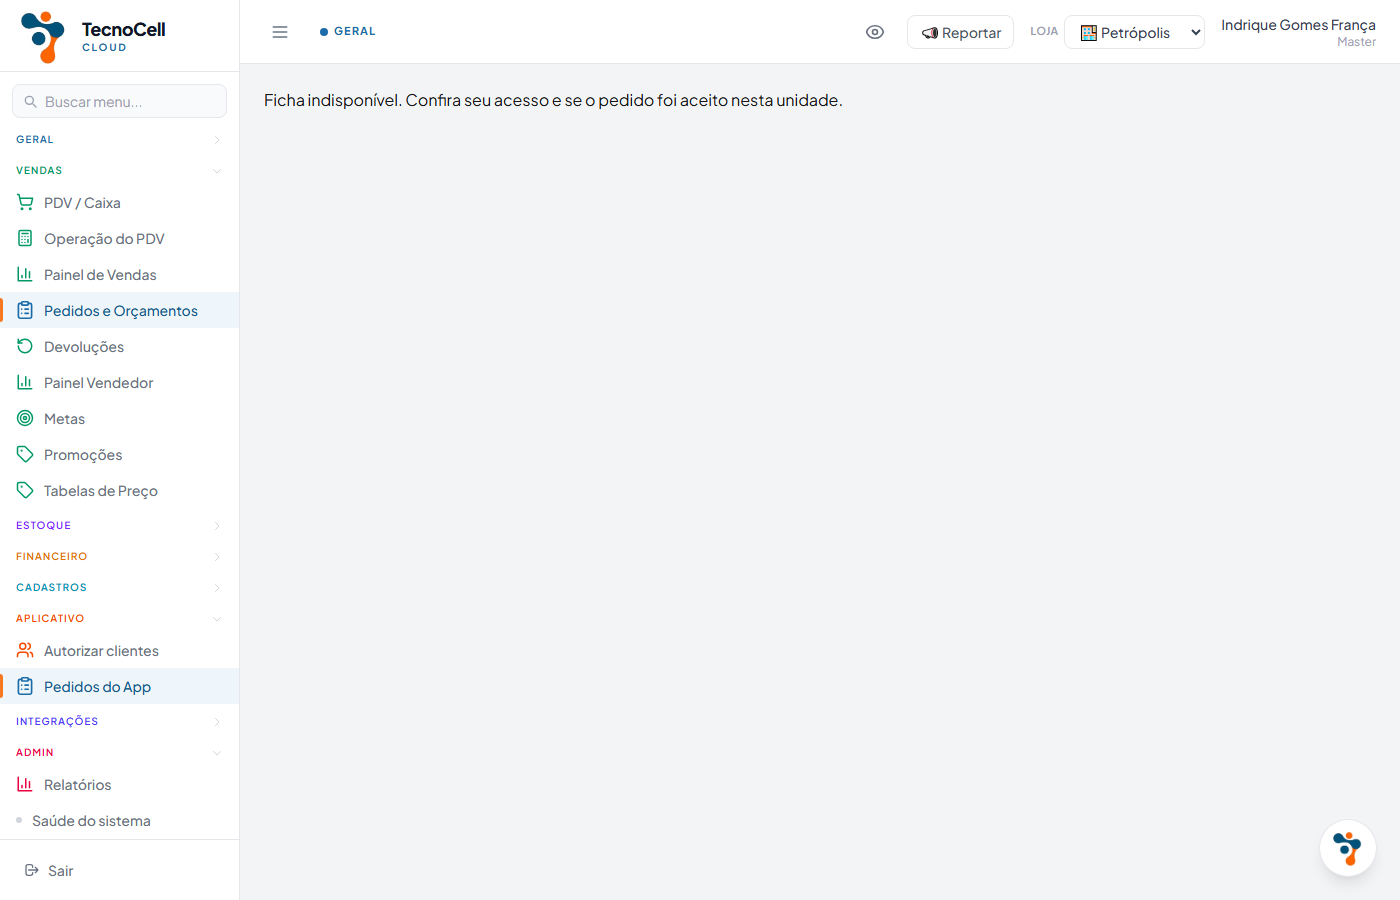 TecnoCell
CLOUD
Buscar menu...
GERAL
VENDAS
PDV / Caixa
Operação do PDV
Painel de Vendas
Pedidos e Orçamentos
Devoluções
Painel Vendedor
Metas
Promoções
Tabelas de Preço
ESTOQUE
FINANCEIRO
CADASTROS
APLICATIVO
Autorizar clientes
Pedidos do App
INTEGRAÇÕES
ADMIN
Relatórios
Saúde do sistema
Sair
GERAL
Reportar
LOJA
Petrópolis
Indrique Gomes França
Master
Ficha indisponível. Confira seu acesso e se o pedido foi aceito nesta unidade.